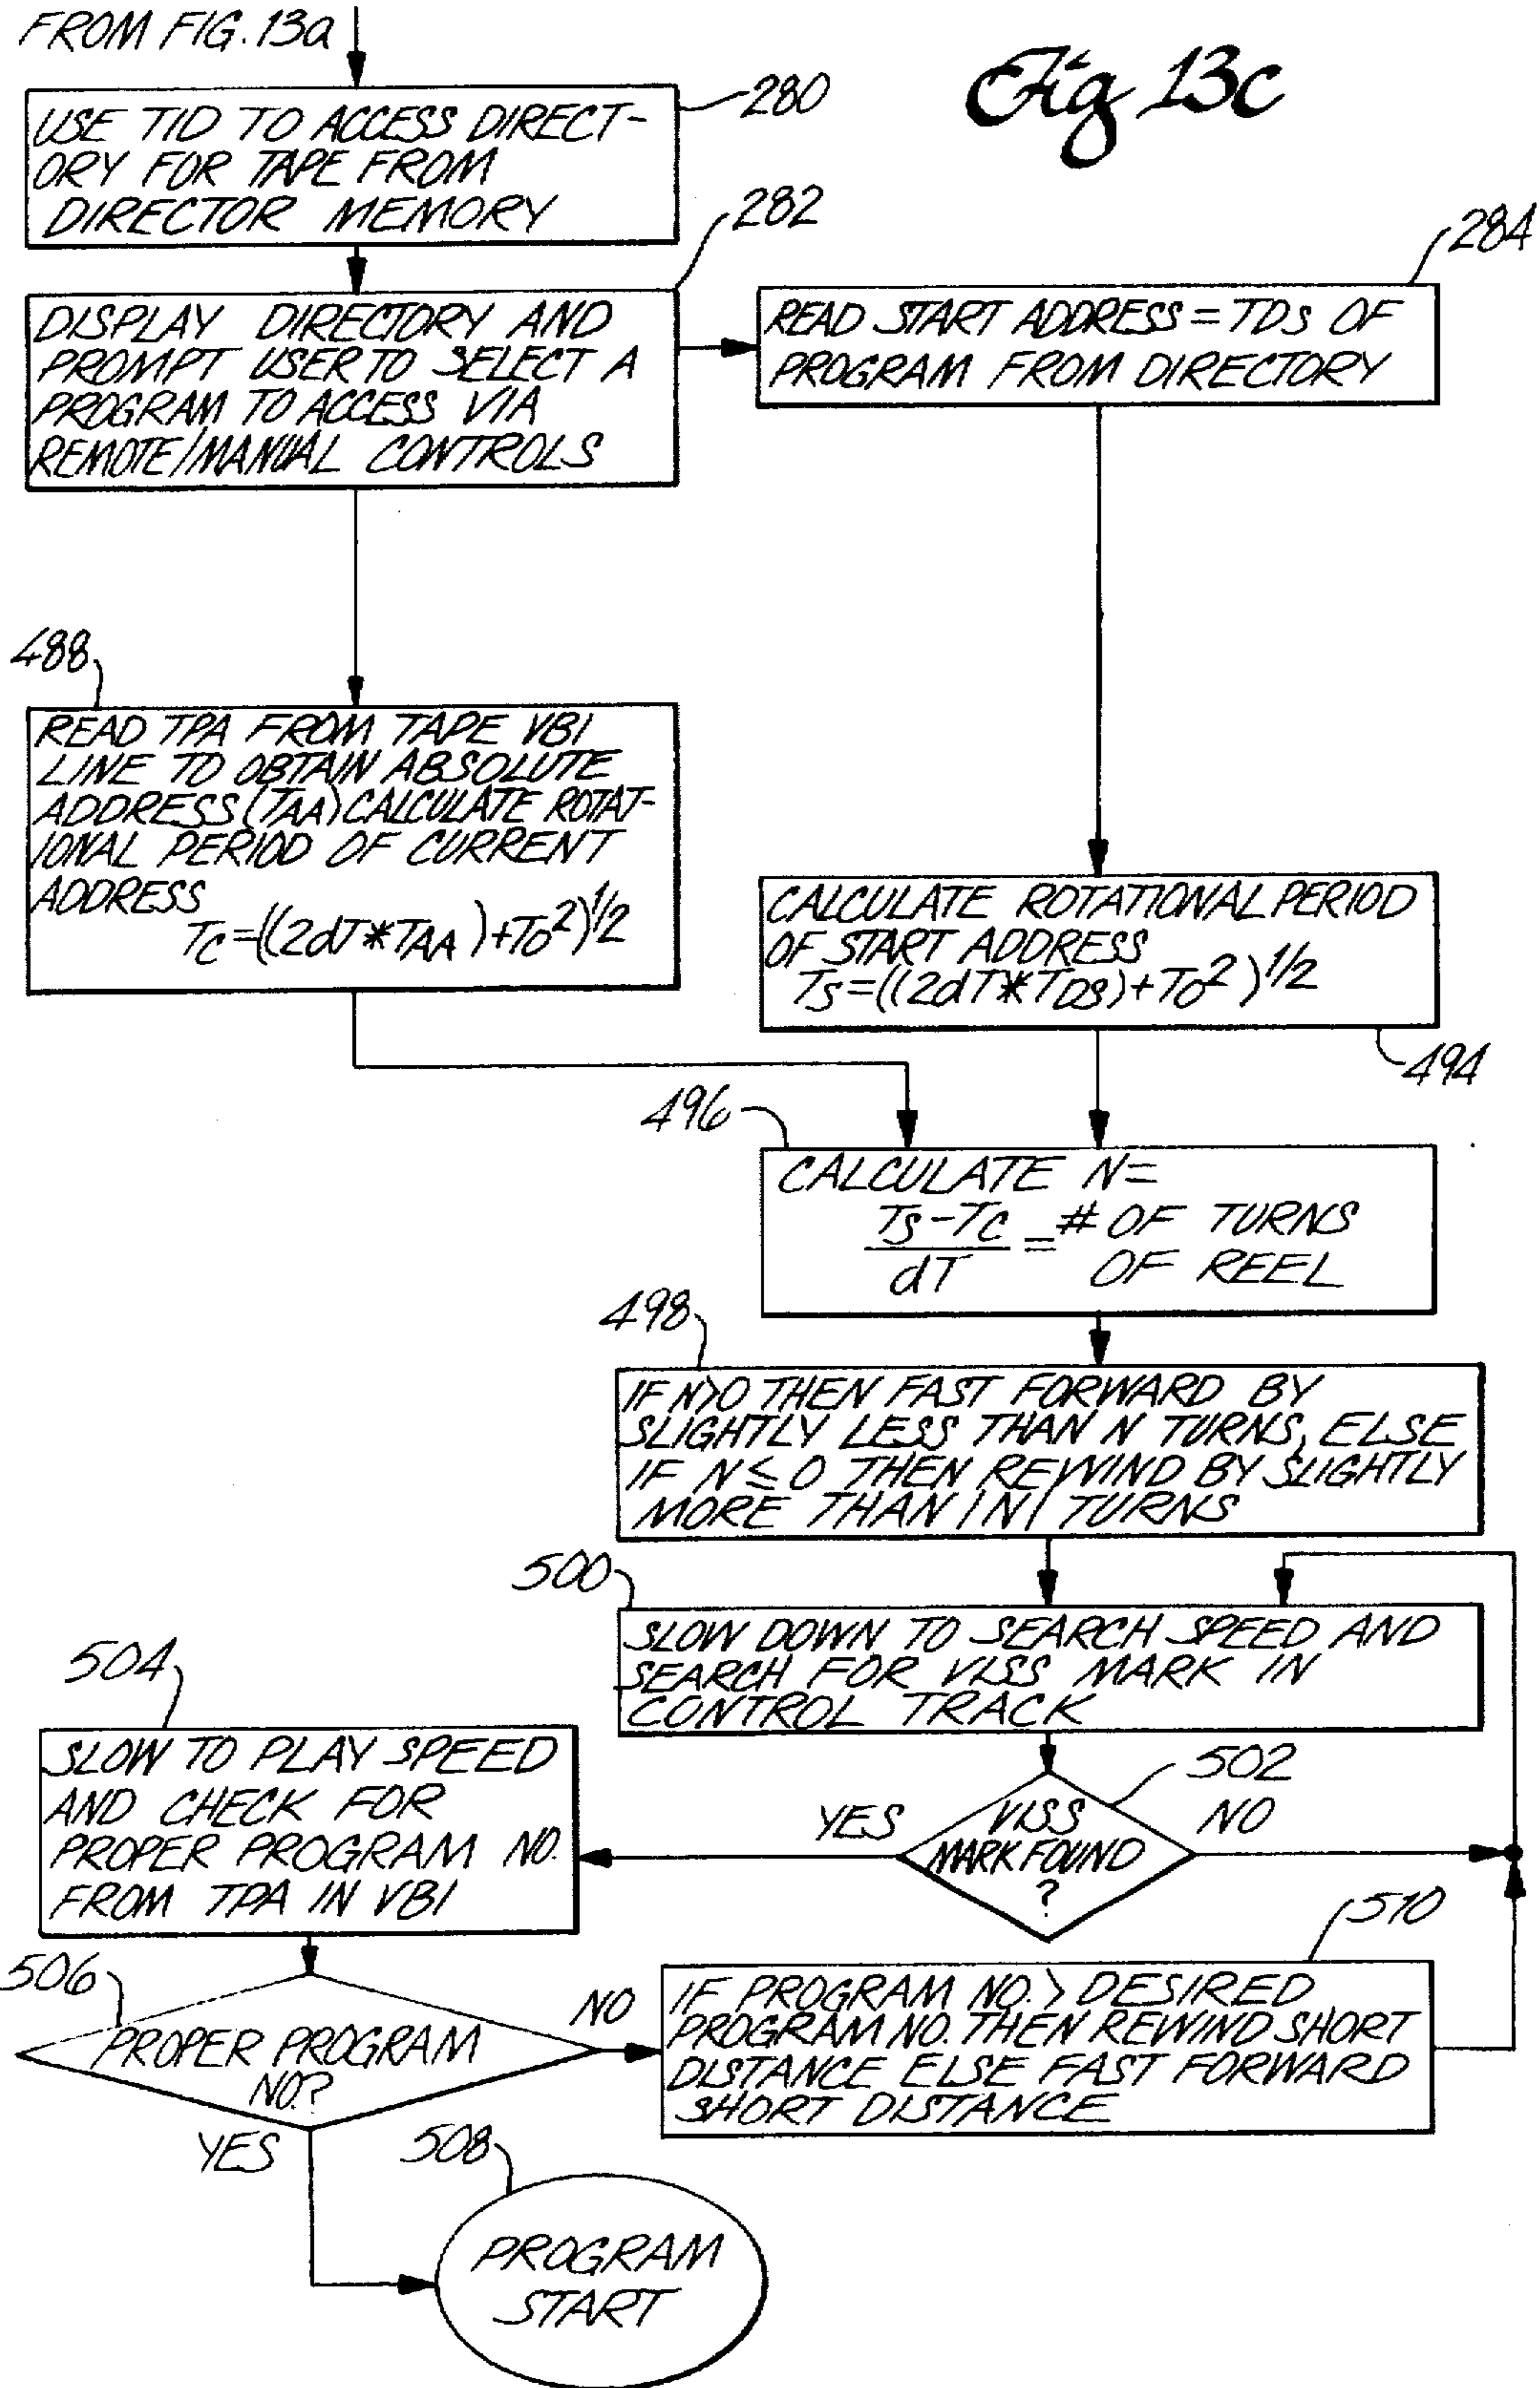 FROM FIG. 13a
Fig 13c
280
USE TID TO ACCESS DIRECT-
ORY FOR TAPE FROM
DIRECTOR MEMORY
282
DISPLAY DIRECTORY AND
PROMPT USER TO SELECT A
PROGRAM TO ACCESS VIA
REMOTE/MANUAL CONTROLS
284
READ START ADDRESS = TDS OF
PROGRAM FROM DIRECTORY
488
READ TPA FROM TAPE VBI
LINE TO OBTAIN ABSOLUTE
ADDRESS (TAA) CALCULATE ROTAT-
IONAL PERIOD OF CURRENT
ADDRESS
TC=((2dT*TAA)+TO²)1/2
CALCULATE ROTATIONAL PERIOD
OF START ADDRESS
TS=((2dT*TDS)+TO²)1/2
494
496
CALCULATE N=
TS-TC
dT
= # OF TURNS
OF REEL
498
IF N>0 THEN FAST FORWARD BY
SLIGHTLY LESS THAN N TURNS, ELSE
IF N≤0 THEN REWIND BY SLIGHTLY
MORE THAN |N| TURNS
500
SLOW DOWN TO SEARCH SPEED AND
SEARCH FOR VISS MARK IN
CONTROL TRACK
502
VISS
MARK FOUND
?
YES
NO
504
SLOW TO PLAY SPEED
AND CHECK FOR
PROPER PROGRAM NO.
FROM TPA IN VBI
506
PROPER PROGRAM
NO.?
NO
YES
510
IF PROGRAM NO. > DESIRED
PROGRAM NO. THEN REWIND SHORT
DISTANCE ELSE FAST FORWARD
SHORT DISTANCE
508
PROGRAM
START